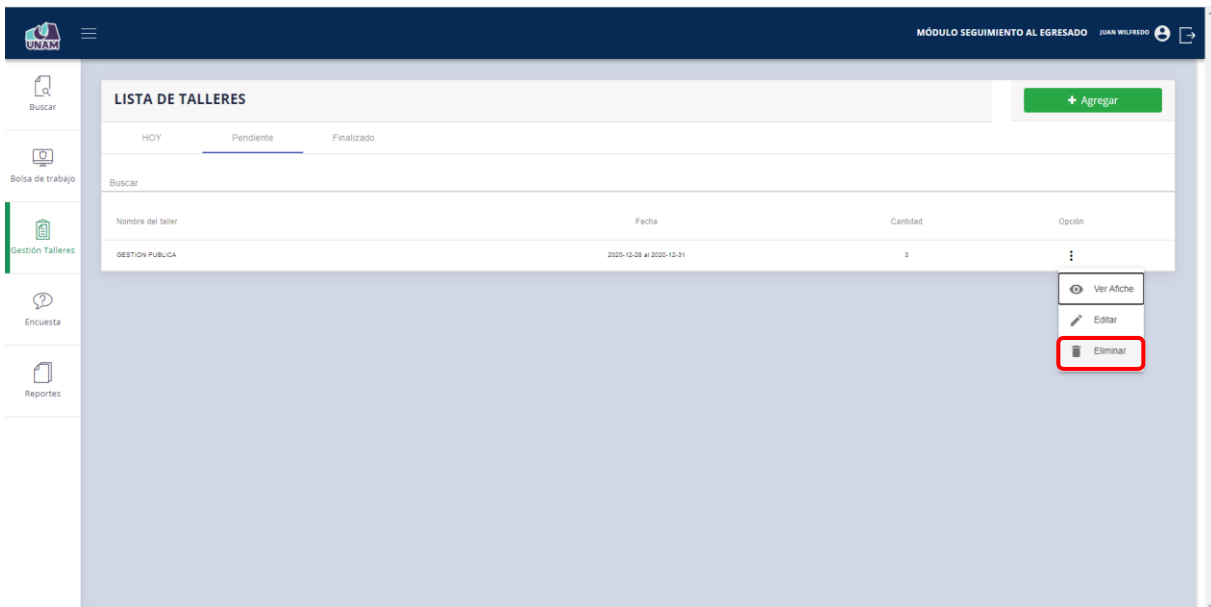 UNAM
MÓDULO SEGUIMIENTO AL EGRESADO JUAN WILFREDO
Buscar
Bolsa de trabajo
Gestión Talleres
Encuesta
Reportes
LISTA DE TALLERES
+ Agregar
HOY Pendiente Finalizado
Buscar
Nombre del taller Fecha Cantidad Opción
GESTION PUBLICA 2020-12-28 al 2020-12-31 3
Ver Afiche
Editar
Eliminar